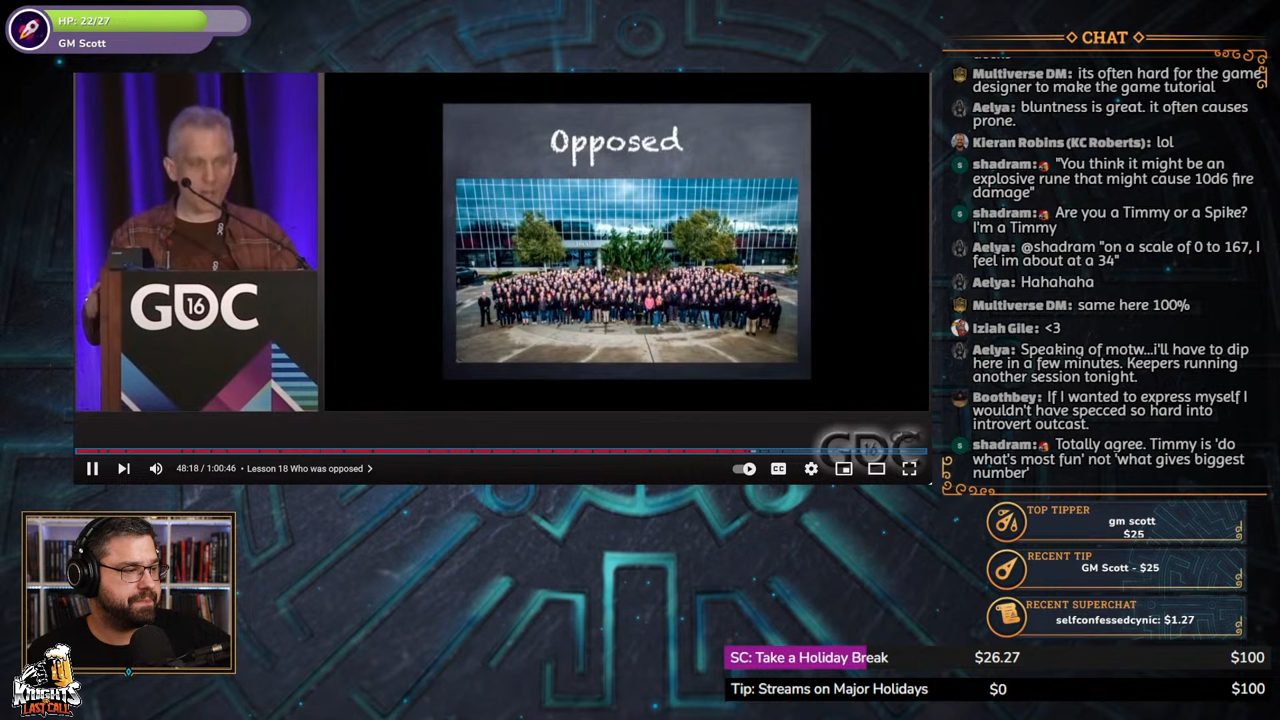 HP: 22/27
GM Scott
Opposed
GDC
16
GDC
16
48:18 / 1:00:46 • Lesson 18 Who was opposed
CC
KNIGHTS
LAST CALL
CHAT
Multiverse DM: its often hard for the game
designer to make the game tutorial
Aelya: bluntness is great. it often causes
prone.
Kieran Robins (KC Roberts): lol
shadram: "You think it might be an
explosive rune that might cause 10d6 fire
damage"
shadram: Are you a Timmy or a Spike?
I'm a Timmy
Aelya: @shadram "on a scale of 0 to 167, I
feel im about at a 34"
Aelya: Hahahaha
Multiverse DM: same here 100%
Iziah Gile: <3
Aelya: Speaking of motw...i'll have to dip
here in a few minutes. Keepers running
another session tonight.
Boothbey: If I wanted to express myself I
wouldn't have specced so hard into
introvert outcast.
shadram: Totally agree. Timmy is 'do
what's most fun' not 'what gives biggest
number'
TOP TIPPER
gm scott
$25
RECENT TIP
GM Scott - $25
RECENT SUPERCHAT
selfconfessedcynic: $1.27
SC: Take a Holiday Break $26.27 $100
Tip: Streams on Major Holidays $0 $100